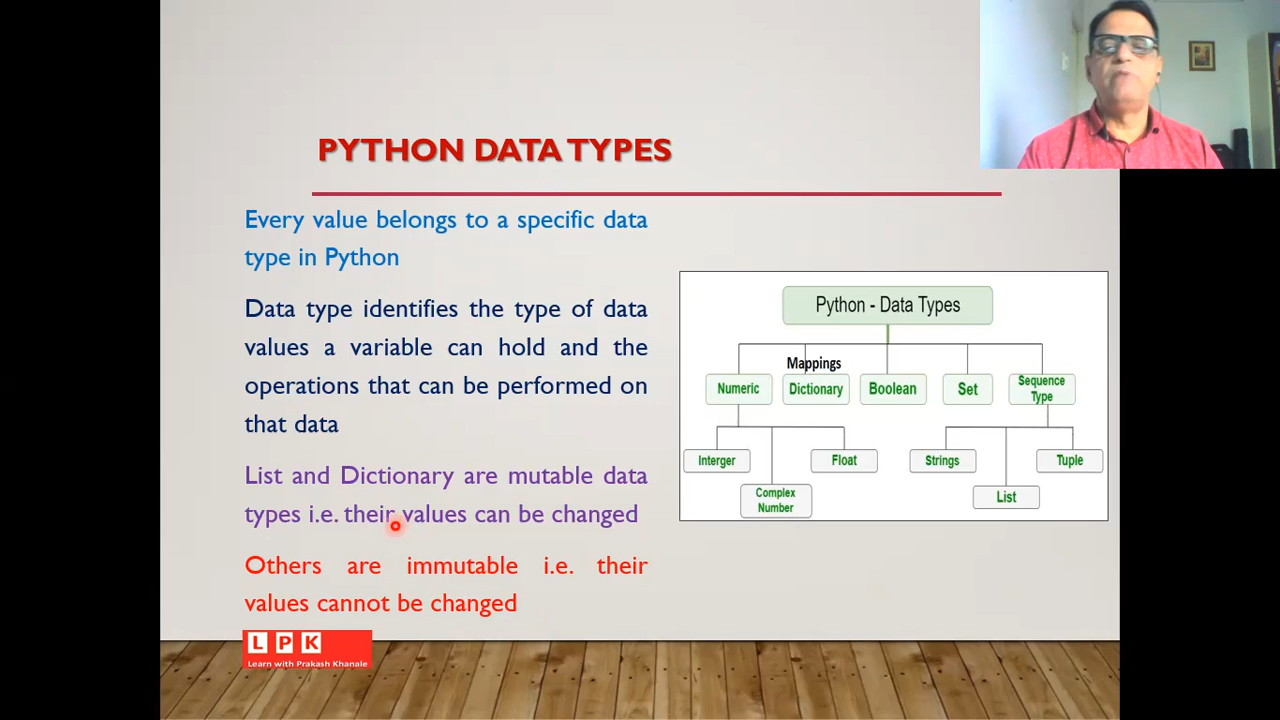 PYTHON DATA TYPES
Every value belongs to a specific data
type in Python
Data type identifies the type of data
values a variable can hold and the
operations that can be performed on
that data
List and Dictionary are mutable data
types i.e. their values can be changed
Others are immutable i.e. their
values cannot be changed
LPK
Learn with Prakash Khanale
Python - Data Types
Mappings
Numeric
Dictionary
Boolean
Set
Sequence
Type
Interger
Float
Strings
Tuple
Complex
Number
List